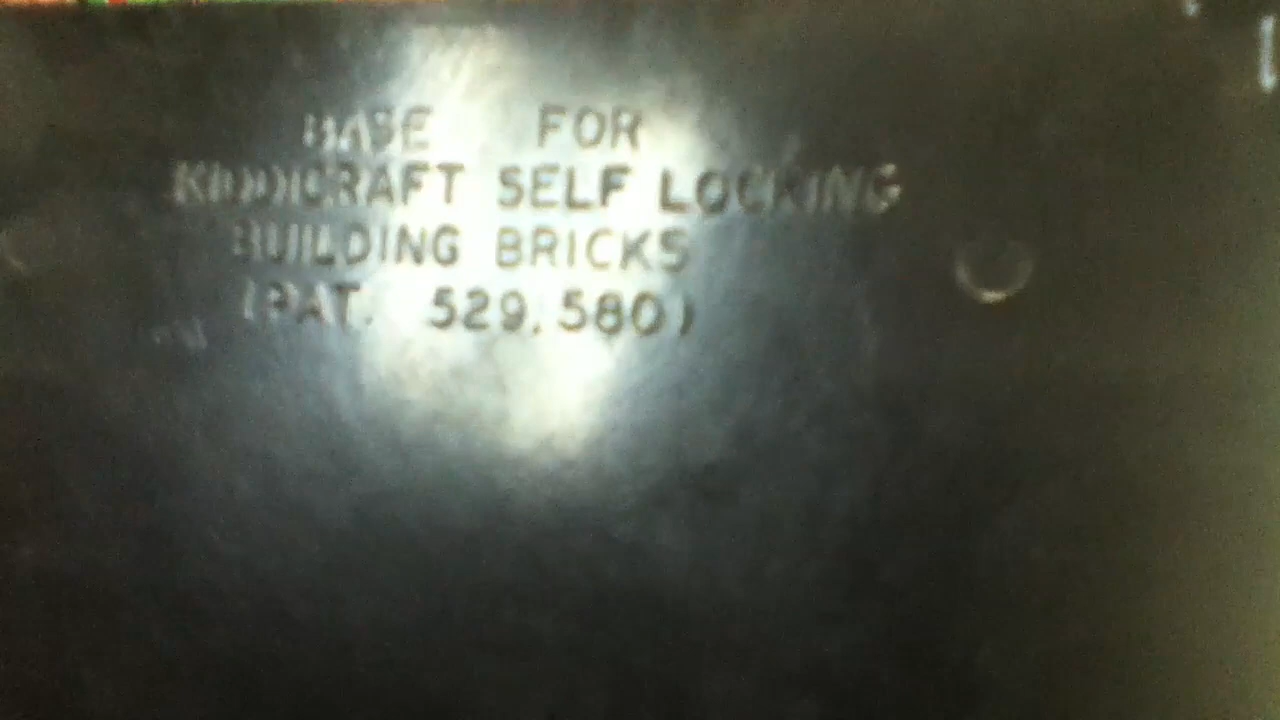 BASE FOR
KIDDICRAFT SELF LOCKING
BUILDING BRICKS
(PAT. 529,580)